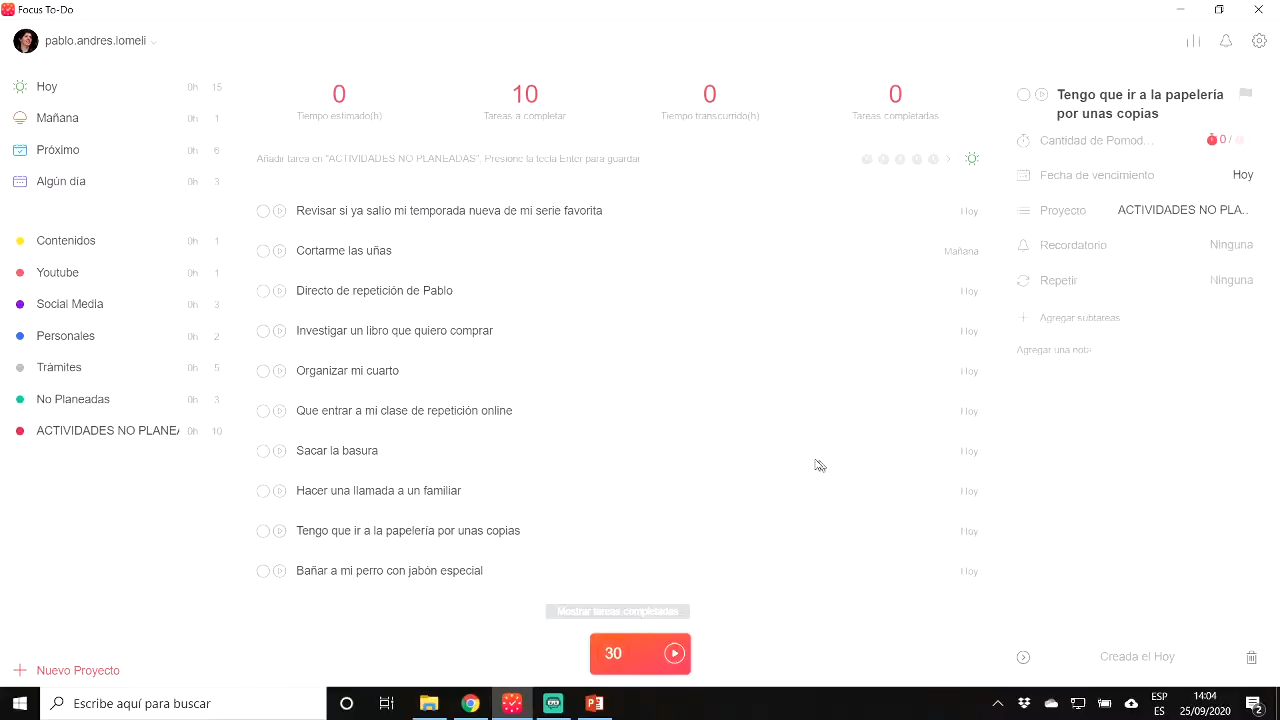 Focus To-Do
pablo.andres.lomeli
Hoy 0h 15
Mañana 0h 1
Próximo 0h 6
Algún día 0h 3
Contenidos 0h 1
Youtube 0h 1
Social Media 0h 3
Personales 0h 2
Trámites 0h 5
No Planeadas 0h 3
ACTIVIDADES NO PLANEA 0h 10
Nuevo Proyecto
0 10 0 0
Tiempo estimado(h) Tareas a completar Tiempo transcurrido(h) Tareas completadas
Añadir tarea en "ACTIVIDADES NO PLANEADAS", Presione la tecla Enter para guardar
Revisar si ya salío mi temporada nueva de mi serie favorita Hoy
Cortarme las uñas Mañana
Directo de repetición de Pablo Hoy
Investigar un libro que quiero comprar Hoy
Organizar mi cuarto Hoy
Que entrar a mi clase de repetición online Hoy
Sacar la basura Hoy
Hacer una llamada a un familiar Hoy
Tengo que ir a la papelería por unas copias Hoy
Bañar a mi perro con jabón especial Hoy
Mostrar tareas completadas
30
Tengo que ir a la papelería
por unas copias
Cantidad de Pomod... 0 /
Fecha de vencimiento Hoy
Proyecto ACTIVIDADES NO PLA..
Recordatorio Ninguna
Repetir Ninguna
Agregar subtareas
Agregar una nota
Creada el Hoy
Escribe aquí para buscar
ESP
ES
14:04
25/09/2020
2